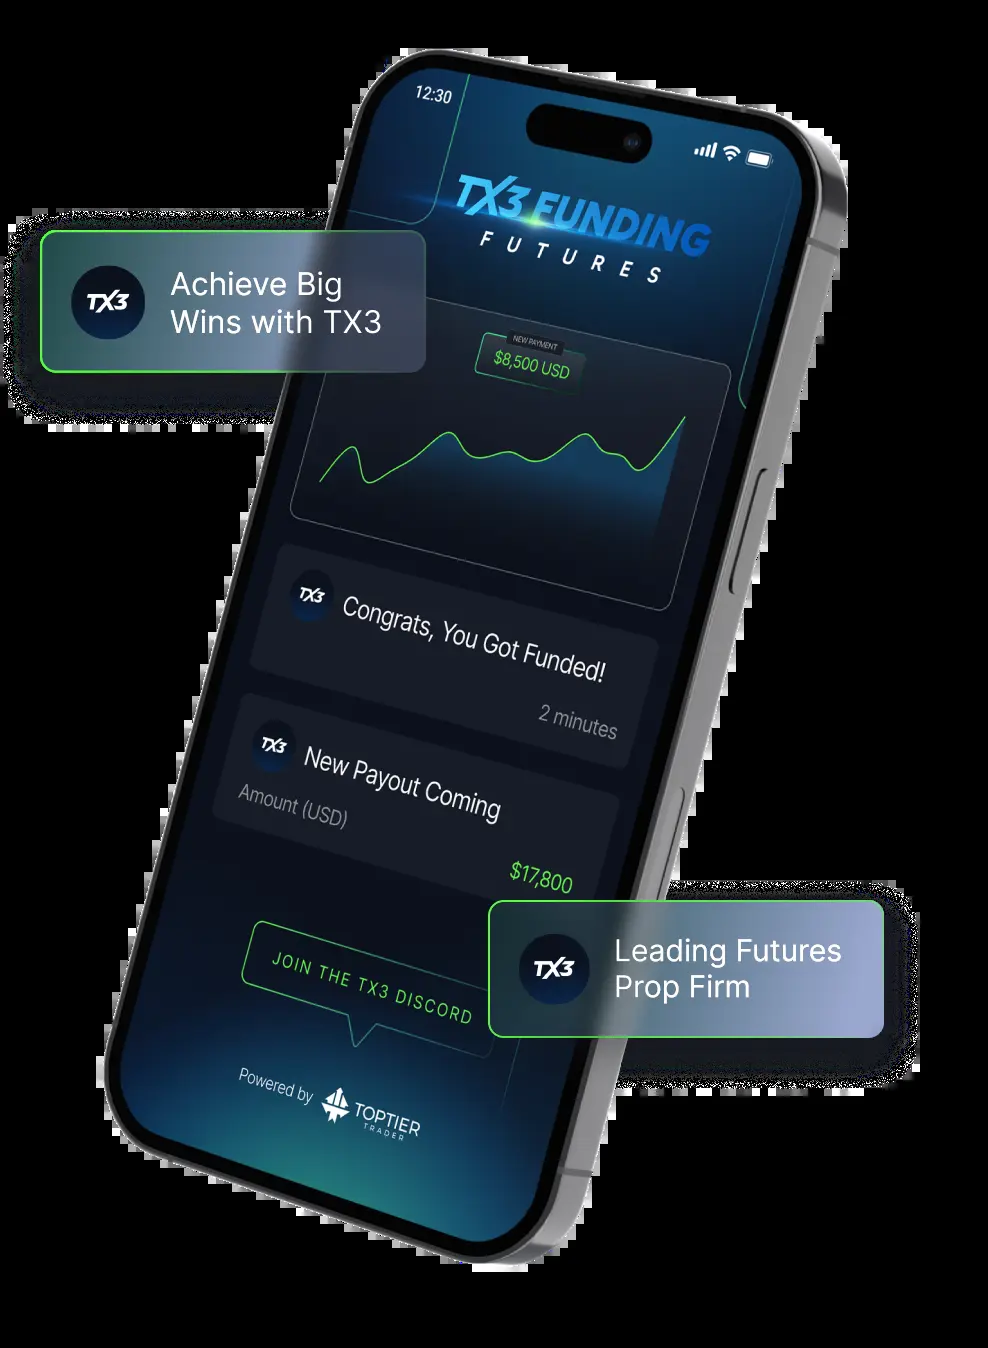 12:30
TX3 FUNDING
FUTURES
TX3
Achieve Big
Wins with TX3
NEW PAYMENT
$8,500 USD
TX3
Congrats, You Got Funded!
2 minutes
TX3
New Payout Coming
Amount (USD)
$17,800
TX3
Leading Futures
Prop Firm
JOIN THE TX3 DISCORD
Powered by
TOPTIER
TRADER